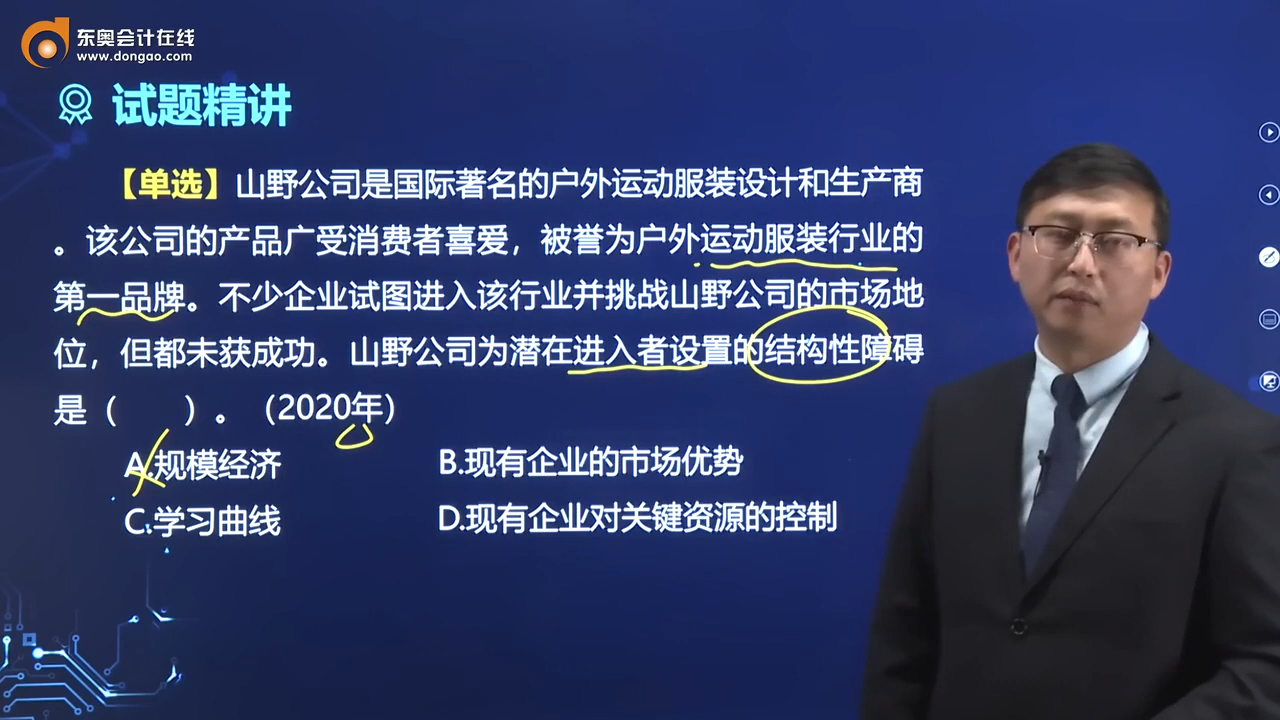 东奥会计在线
www.dongao.com
试题精讲
【单选】山野公司是国际著名的户外运动服装设计和生产商
。该公司的产品广受消费者喜爱，被誉为户外运动服装行业的
第一品牌。不少企业试图进入该行业并挑战山野公司的市场地
位，但都未获成功。山野公司为潜在进入者设置的结构性障碍
是（ ）。（2020年）
A.规模经济 B.现有企业的市场优势
C.学习曲线 D.现有企业对关键资源的控制